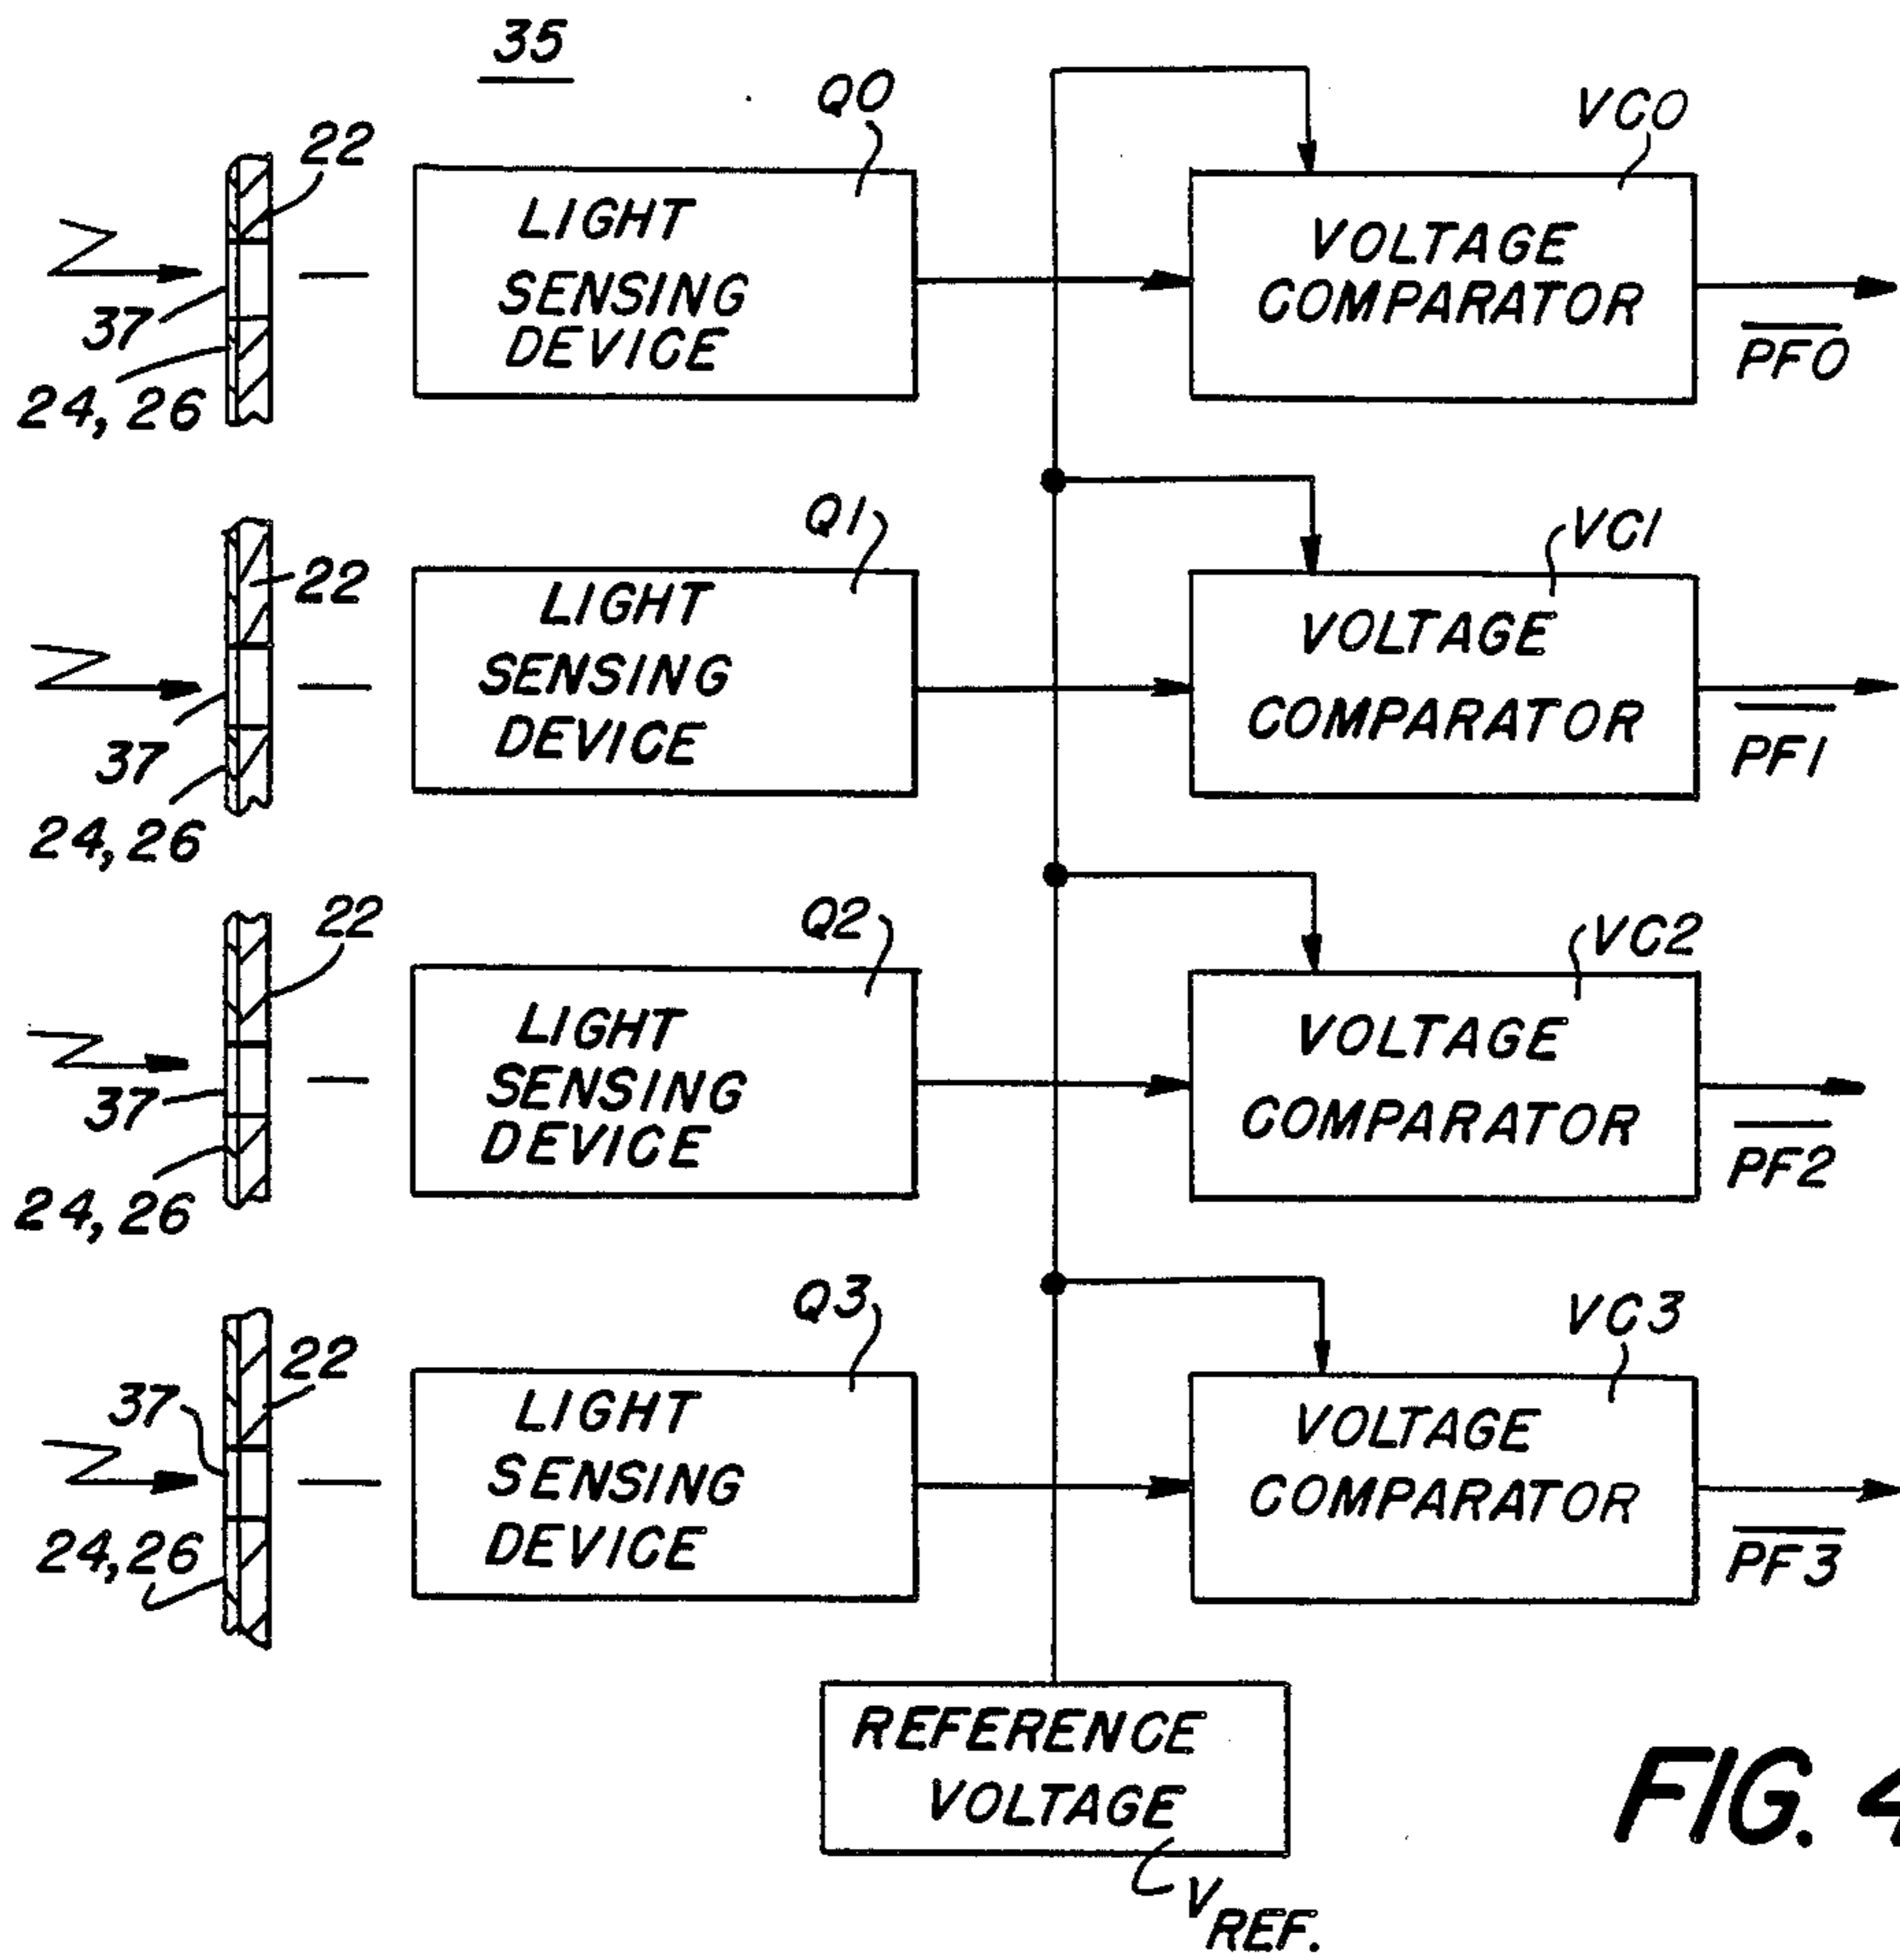 35
Q0
VC0
22
LIGHT
SENSING
DEVICE
VOLTAGE
COMPARATOR
37
24, 26
PF0
Q1
VC1
22
LIGHT
SENSING
DEVICE
VOLTAGE
COMPARATOR
37
24, 26
PF1
Q2
VC2
22
LIGHT
SENSING
DEVICE
VOLTAGE
COMPARATOR
37
24, 26
PF2
Q3
VC3
22
37
LIGHT
SENSING
DEVICE
VOLTAGE
COMPARATOR
24, 26
PF3
REFERENCE
VOLTAGE
VREF.
FIG. 4